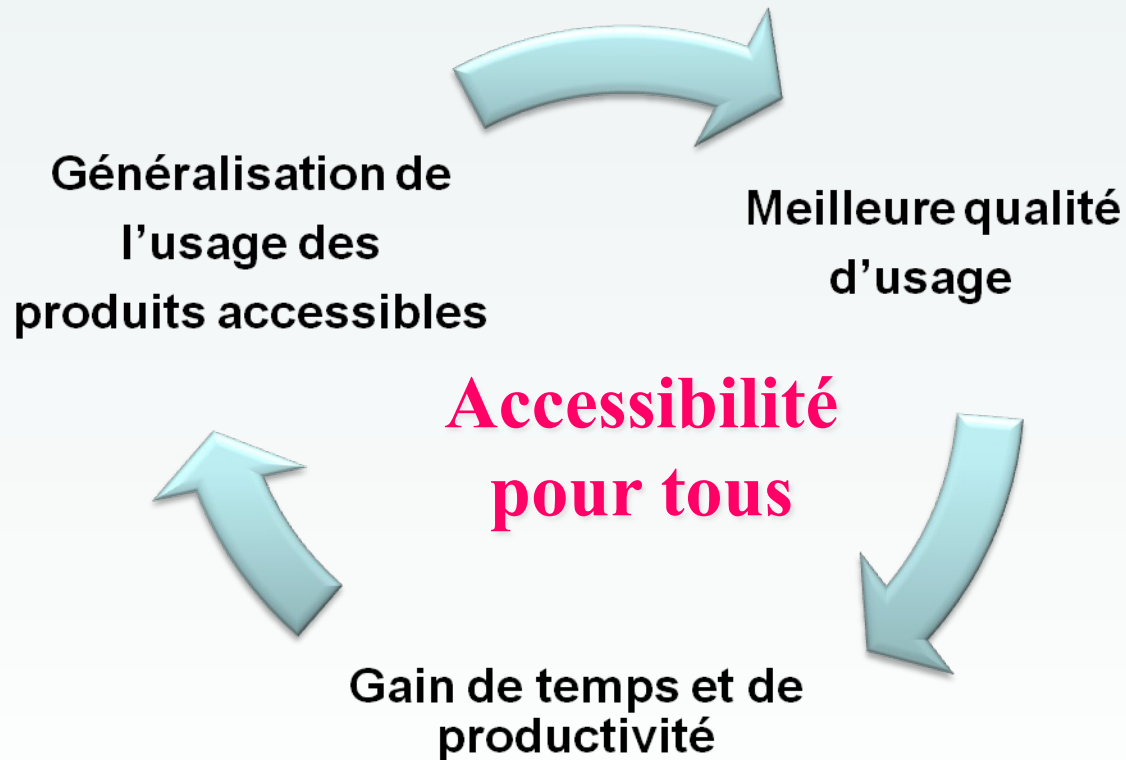 Généralisation de
l’usage des
produits accessibles
Meilleure qualité
d’usage
Accessibilité
pour tous
Gain de temps et de
productivité